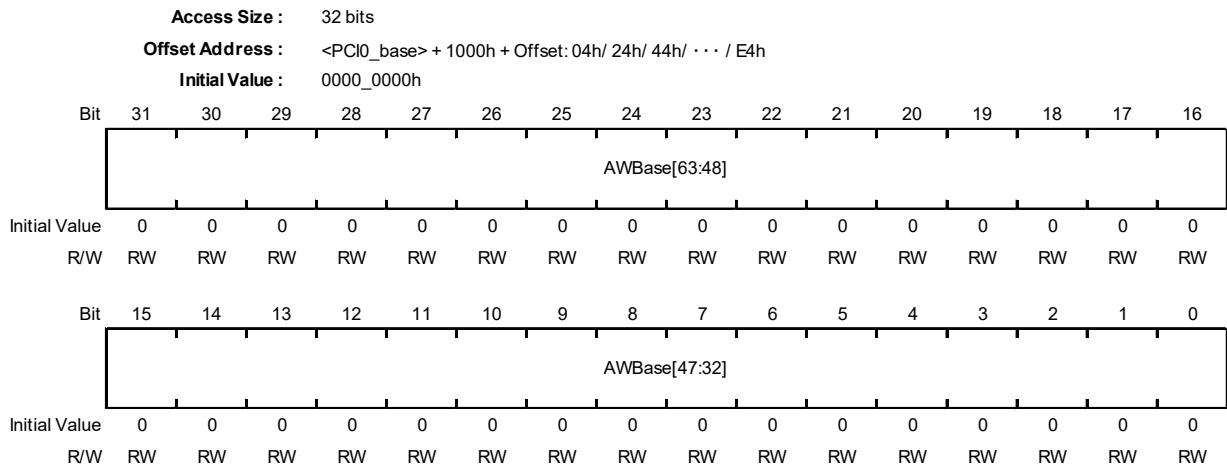 Access Size : 32 bits
Offset Address : <PCI0_base> + 1000h + Offset: 04h/ 24h/ 44h/ ・・・ / E4h
Initial Value : 0000_0000h
Bit 31 30 29 28 27 26 25 24 23 22 21 20 19 18 17 16
AWBase[63:48]
Initial Value 0 0 0 0 0 0 0 0 0 0 0 0 0 0 0 0
R/W RW RW RW RW RW RW RW RW RW RW RW RW RW RW RW RW
Bit 15 14 13 12 11 10 9 8 7 6 5 4 3 2 1 0
AWBase[47:32]
Initial Value 0 0 0 0 0 0 0 0 0 0 0 0 0 0 0 0
R/W RW RW RW RW RW RW RW RW RW RW RW RW RW RW RW RW